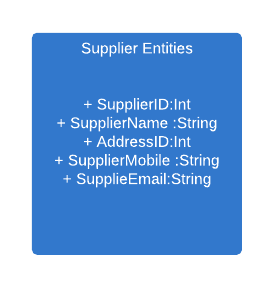 Supplier Entities
+ SupplierID:Int
+ SupplierName :String
+ AddressID:Int
+ SupplierMobile :String
+ SupplieEmail:String